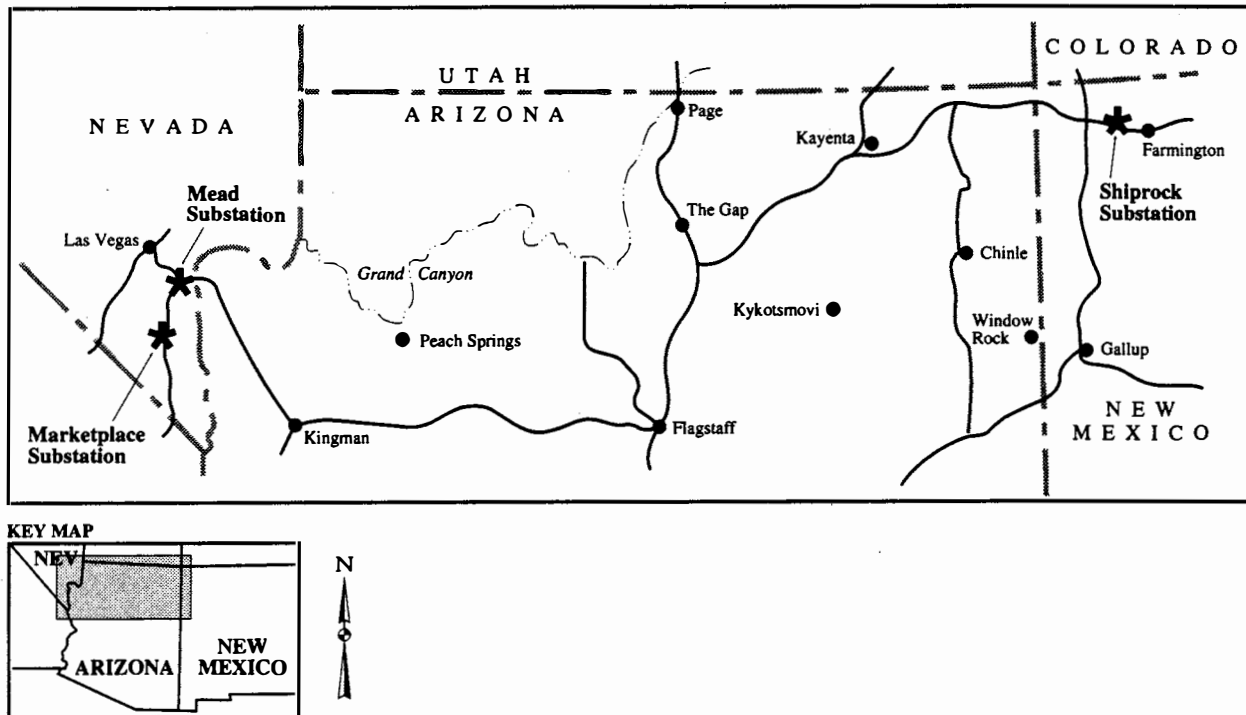 COLORADO
UTAH
ARIZONA
NEVADA
Page
Kayenta
Farmington
Mead
Substation
Shiprock
Substation
Las Vegas
The Gap
Chinle
Grand Canyon
Kykotsmovi
Peach Springs
Window
Rock
Gallup
Marketplace
Substation
Kingman
Flagstaff
NEW
MEXICO
KEY MAP
NEV
ARIZONA
NEW
MEXICO
N